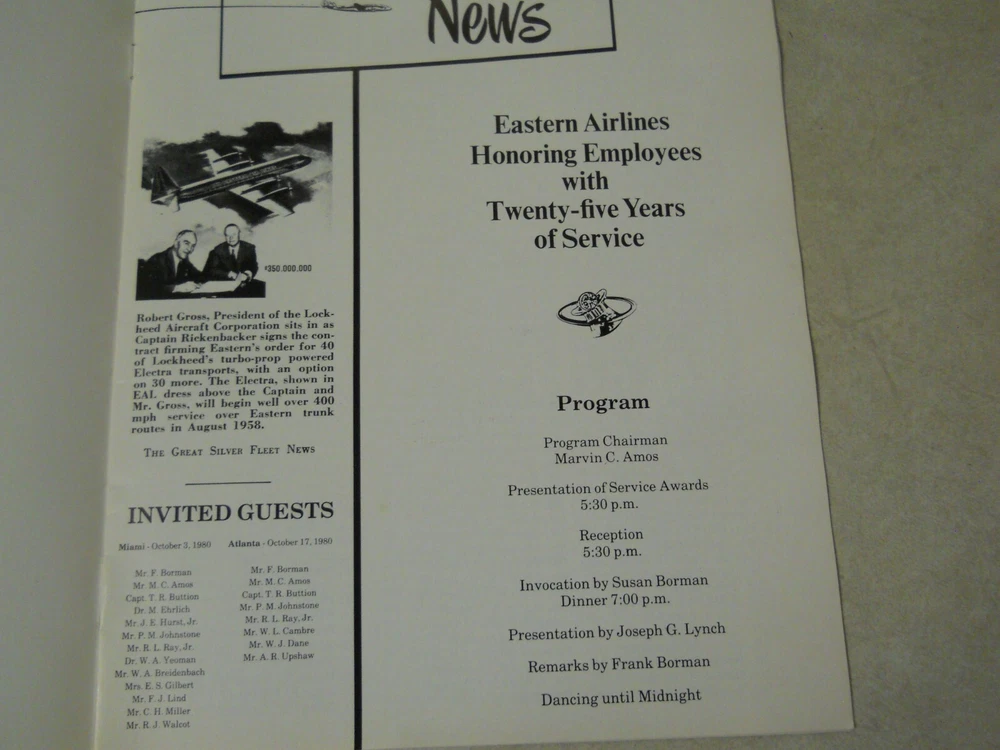 News
$350,000,000
Robert Gross, President of the Lock-
heed Aircraft Corporation sits in as
Captain Rickenbacker signs the con-
tract firming Eastern's order for 40
of Lockheed's turbo-prop powered
Electra transports, with an option
on 30 more. The Electra, shown in
EAL dress above the Captain and
Mr. Gross, will begin well over 400
mph service over Eastern trunk
routes in August 1958.
THE GREAT SILVER FLEET NEWS
INVITED GUESTS
Miami - October 3, 1980
Mr. F. Borman
Mr. M. C. Amos
Capt. T. R. Buttion
Dr. M. Ehrlich
Mr. J. E. Hurst, Jr.
Mr. P. M. Johnstone
Mr. R. L. Ray, Jr.
Dr. W. A. Yeoman
Mr. W. A. Breidenbach
Mrs. E. S. Gilbert
Mr. F. J. Lind
Mr. C. H. Miller
Mr. R. J. Walcot
Atlanta - October 17, 1980
Mr. F. Borman
Mr. M. C. Amos
Capt. T. R. Buttion
Mr. P. M. Johnstone
Mr. R. L. Ray, Jr.
Mr. W. L. Cambre
Mr. W. J. Dane
Mr. A. R. Upshaw
Eastern Airlines
Honoring Employees
with
Twenty-five Years
of Service
Program
Program Chairman
Marvin C. Amos
Presentation of Service Awards
5:30 p.m.
Reception
5:30 p.m.
Invocation by Susan Borman
Dinner 7:00 p.m.
Presentation by Joseph G. Lynch
Remarks by Frank Borman
Dancing until Midnight